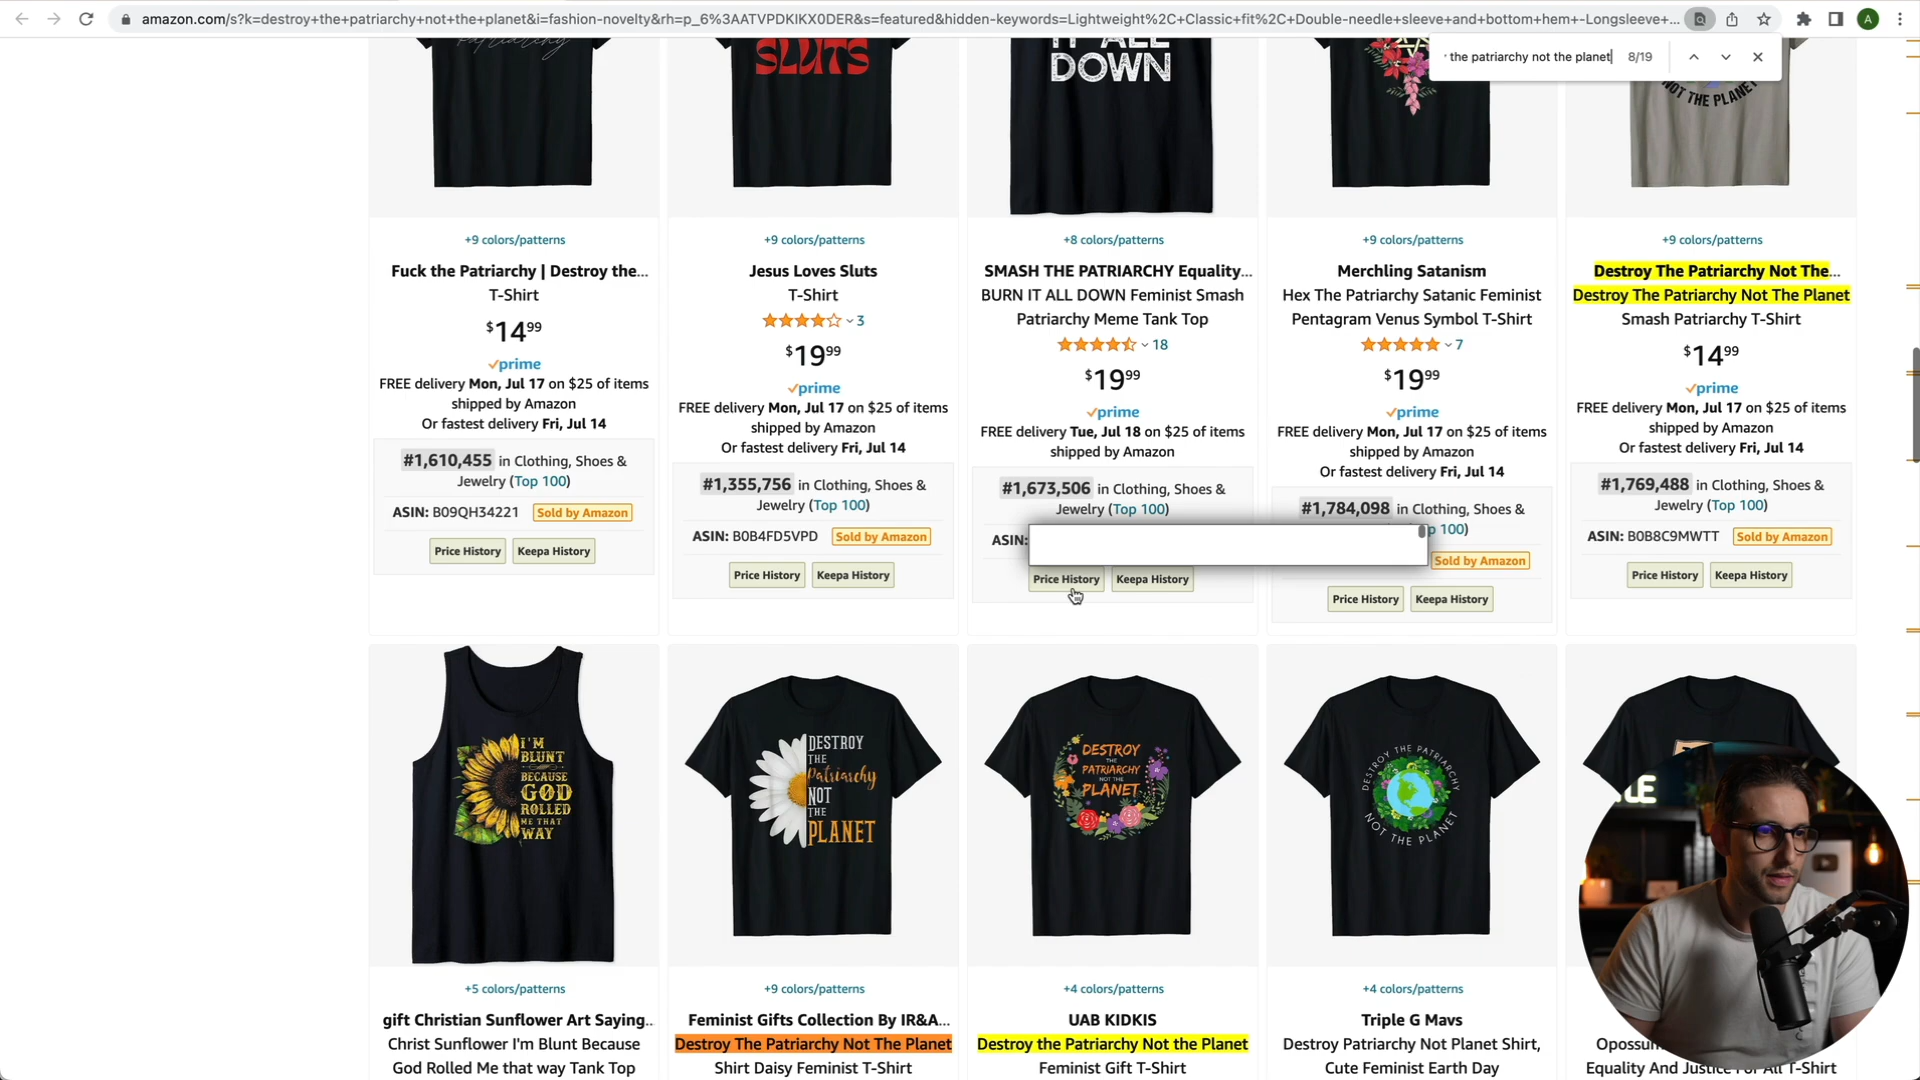 amazon.com/s?k=destroy+the+patriarchy+not+the+planet&i=fashion-novelty&rh=p_6%3AATVPDKIKX0DER&s=featured&hidden-keywords=Lightweight%2C+Classic+fit%2C+Double-needle+sleeve+and+bottom+hem+-Longsleeve+...
A
the patriarchy not the planet 8/19
Patriarchy
SLUTS
IT ALL
DOWN
NOT THE PLANET
+9 colors/patterns
Fuck the Patriarchy | Destroy the...
T-Shirt
$14 99
prime
FREE delivery Mon, Jul 17 on $25 of items
shipped by Amazon
Or fastest delivery Fri, Jul 14
#1,610,455 in Clothing, Shoes &
Jewelry (Top 100)
ASIN: B09QH34221 Sold by Amazon
Price History Keepa History
+9 colors/patterns
Jesus Loves Sluts
T-Shirt
3
$19 99
prime
FREE delivery Mon, Jul 17 on $25 of items
shipped by Amazon
Or fastest delivery Fri, Jul 14
#1,355,756 in Clothing, Shoes &
Jewelry (Top 100)
ASIN: B0B4FD5VPD Sold by Amazon
Price History Keepa History
+8 colors/patterns
SMASH THE PATRIARCHY Equality...
BURN IT ALL DOWN Feminist Smash
Patriarchy Meme Tank Top
18
$19 99
prime
FREE delivery Tue, Jul 18 on $25 of items
shipped by Amazon
#1,673,506 in Clothing, Shoes &
Jewelry (Top 100)
ASIN:
Price History Keepa History
+9 colors/patterns
Merchling Satanism
Hex The Patriarchy Satanic Feminist
Pentagram Venus Symbol T-Shirt
7
$19 99
prime
FREE delivery Mon, Jul 17 on $25 of items
shipped by Amazon
Or fastest delivery Fri, Jul 14
#1,784,098 in Clothing, Shoes &
p 100)
Sold by Amazon
Price History Keepa History
+9 colors/patterns
Destroy The Patriarchy Not The...
Destroy The Patriarchy Not The Planet
Smash Patriarchy T-Shirt
$14 99
prime
FREE delivery Mon, Jul 17 on $25 of items
shipped by Amazon
Or fastest delivery Fri, Jul 14
#1,769,488 in Clothing, Shoes &
Jewelry (Top 100)
ASIN: B0B8C9MWTT Sold by Amazon
Price History Keepa History
I'M
BLUNT
BECAUSE
GOD
ROLLED
ME THAT
WAY
+5 colors/patterns
gift Christian Sunflower Art Saying...
Christ Sunflower I'm Blunt Because
God Rolled Me that way Tank Top
DESTROY
THE
Patriarchy
NOT
THE
PLANET
+9 colors/patterns
Feminist Gifts Collection By IR&A...
Destroy The Patriarchy Not The Planet
Shirt Daisy Feminist T-Shirt
DESTROY
THE
PATRIARCHY
NOT THE
PLANET
+4 colors/patterns
UAB KIDKIS
Destroy the Patriarchy Not the Planet
Feminist Gift T-Shirt
DESTROY THE PATRIARCHY
NOT THE PLANET
+4 colors/patterns
Triple G Mavs
Destroy Patriarchy Not Planet Shirt,
Cute Feminist Earth Day
LE
Opossum
Equality And Justice For All T-Shirt